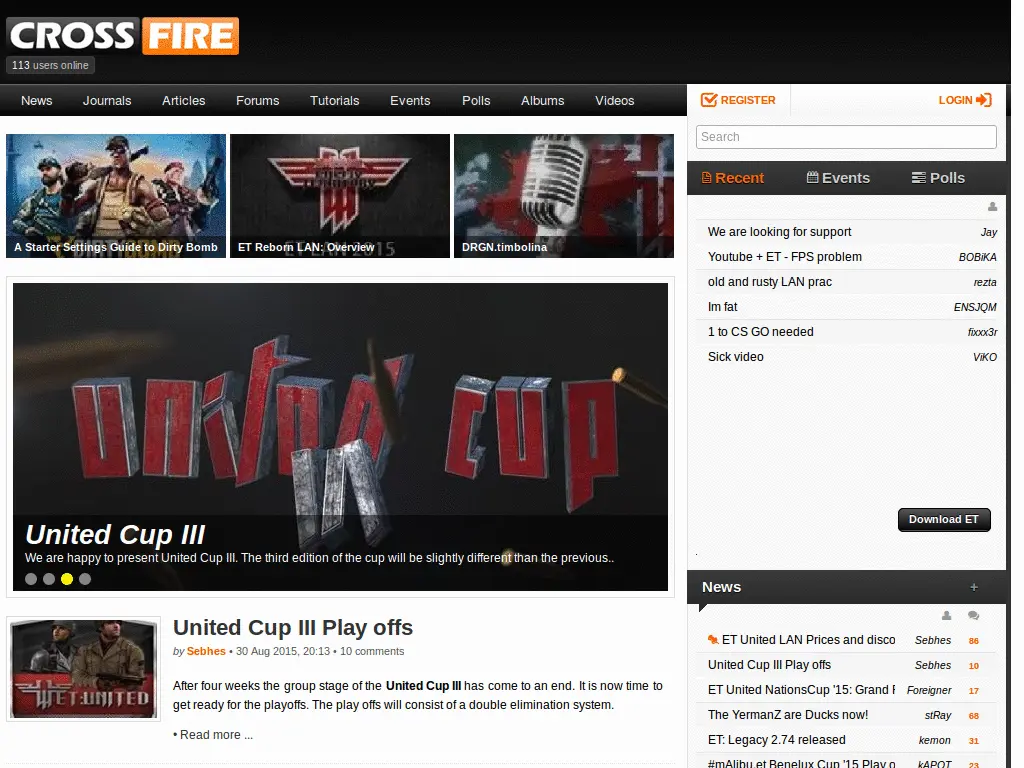 CROSS FIRE
113 users online
News Journals Articles Forums Tutorials Events Polls Albums Videos
REGISTER LOGIN
Search
A Starter Settings Guide to Dirty Bomb
ET Reborn LAN: Overview
DRGN.timbolina
Recent Events Polls
We are looking for support Jay
Youtube + ET - FPS problem BOBiKA
old and rusty LAN prac rezta
Im fat ENSJQM
1 to CS GO needed fixxx3r
Sick video ViKO
united cup
United Cup III
We are happy to present United Cup III. The third edition of the cup will be slightly different than the previous..
Download ET
.
News +
ET United LAN Prices and disco Sebhes 86
United Cup III Play offs Sebhes 10
ET United NationsCup '15: Grand F Foreigner 17
The YermanZ are Ducks now! stRay 68
ET: Legacy 2.74 released kemon 31
#mAlibu.et Benelux Cup '15 Play o kAPOT 23
ET:UNITED
United Cup III Play offs
by Sebhes • 30 Aug 2015, 20:13 • 10 comments
After four weeks the group stage of the United Cup III has come to an end. It is now time to
get ready for the playoffs. The play offs will consist of a double elimination system.
• Read more ...